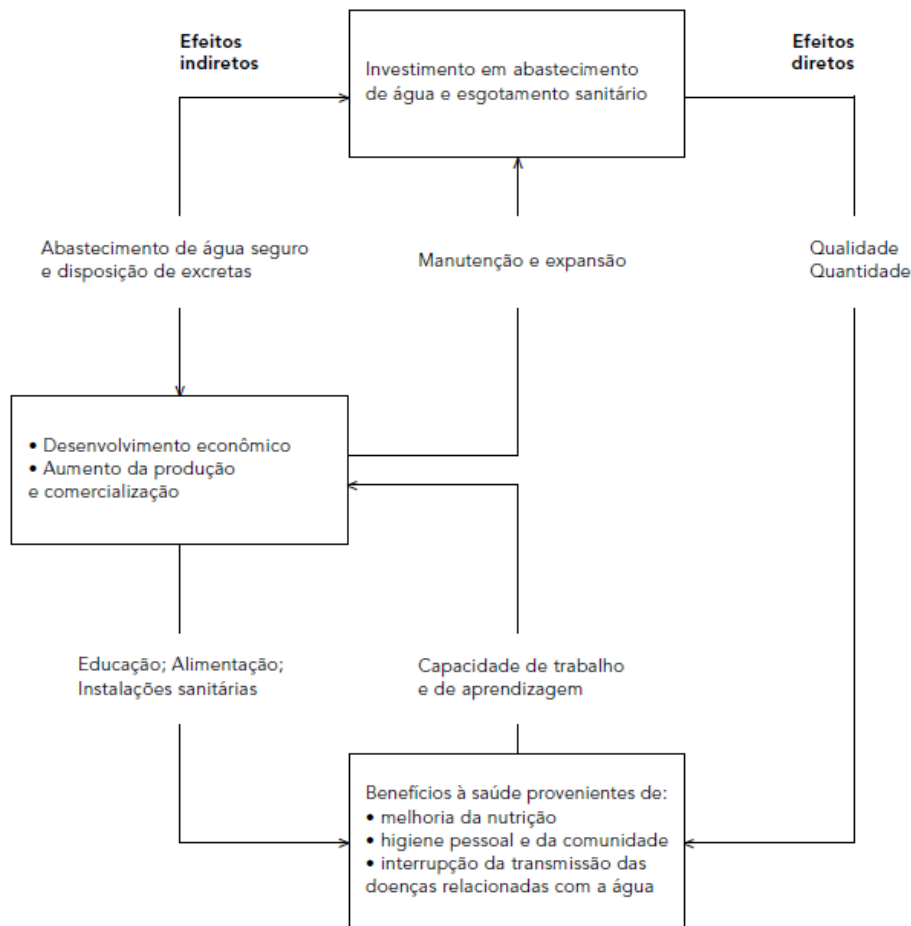 Efeitos
indiretos
Investimento em abastecimento
de água e esgotamento sanitário
Efeitos
diretos
Abastecimento de água seguro
e disposição de excretas
Manutenção e expansão
Qualidade
Quantidade
• Desenvolvimento econômico
• Aumento da produção
e comercialização
Educação; Alimentação;
Instalações sanitárias
Capacidade de trabalho
e de aprendizagem
Benefícios à saúde provenientes de:
• melhoria da nutrição
• higiene pessoal e da comunidade
• interrupção da transmissão das
doenças relacionadas com a água